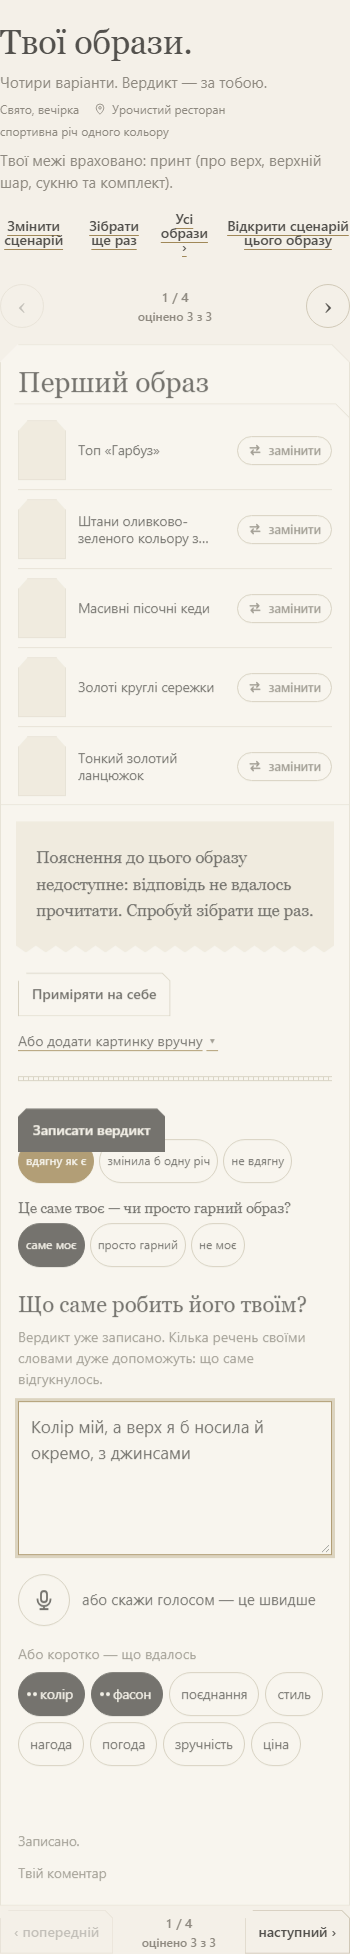 Твої образи.
Чотири варіанти. Вердикт — за тобою.
Свято, вечірка Урочистий ресторан
спортивна річ одного кольору
Твої межі враховано: принт (про верх, верхній
шар, сукню та комплект).
Змінити
сценарій
Зібрати
ще раз
Усі
образи
›
Відкрити сценарій
цього образу
‹
1 / 4
оцінено 3 з 3
›
Перший образ
Топ «Гарбуз»
замінити
Штани оливково-
зеленого кольору з...
замінити
Масивні пісочні кеди
замінити
Золоті круглі сережки
замінити
Тонкий золотий
ланцюжок
замінити
Пояснення до цього образу
недоступне: відповідь не вдалось
прочитати. Спробуй зібрати ще раз.
Приміряти на себе
Або додати картинку вручну
Записати вердикт
вдягну як є змінила б одну річ не вдягну
Це саме твоє — чи просто гарний образ?
саме моє просто гарний не моє
Що саме робить його твоїм?
Вердикт уже записано. Кілька речень своїми
словами дуже допоможуть: що саме
відгукнулось.
Колір мій, а верх я б носила й
окремо, з джинсами
або скажи голосом — це швидше
Або коротко — що вдалось
колір фасон поєднання стиль
нагода погода зручність ціна
Записано.
Твій коментар
‹ попередній
1 / 4
оцінено 3 з 3
наступний ›